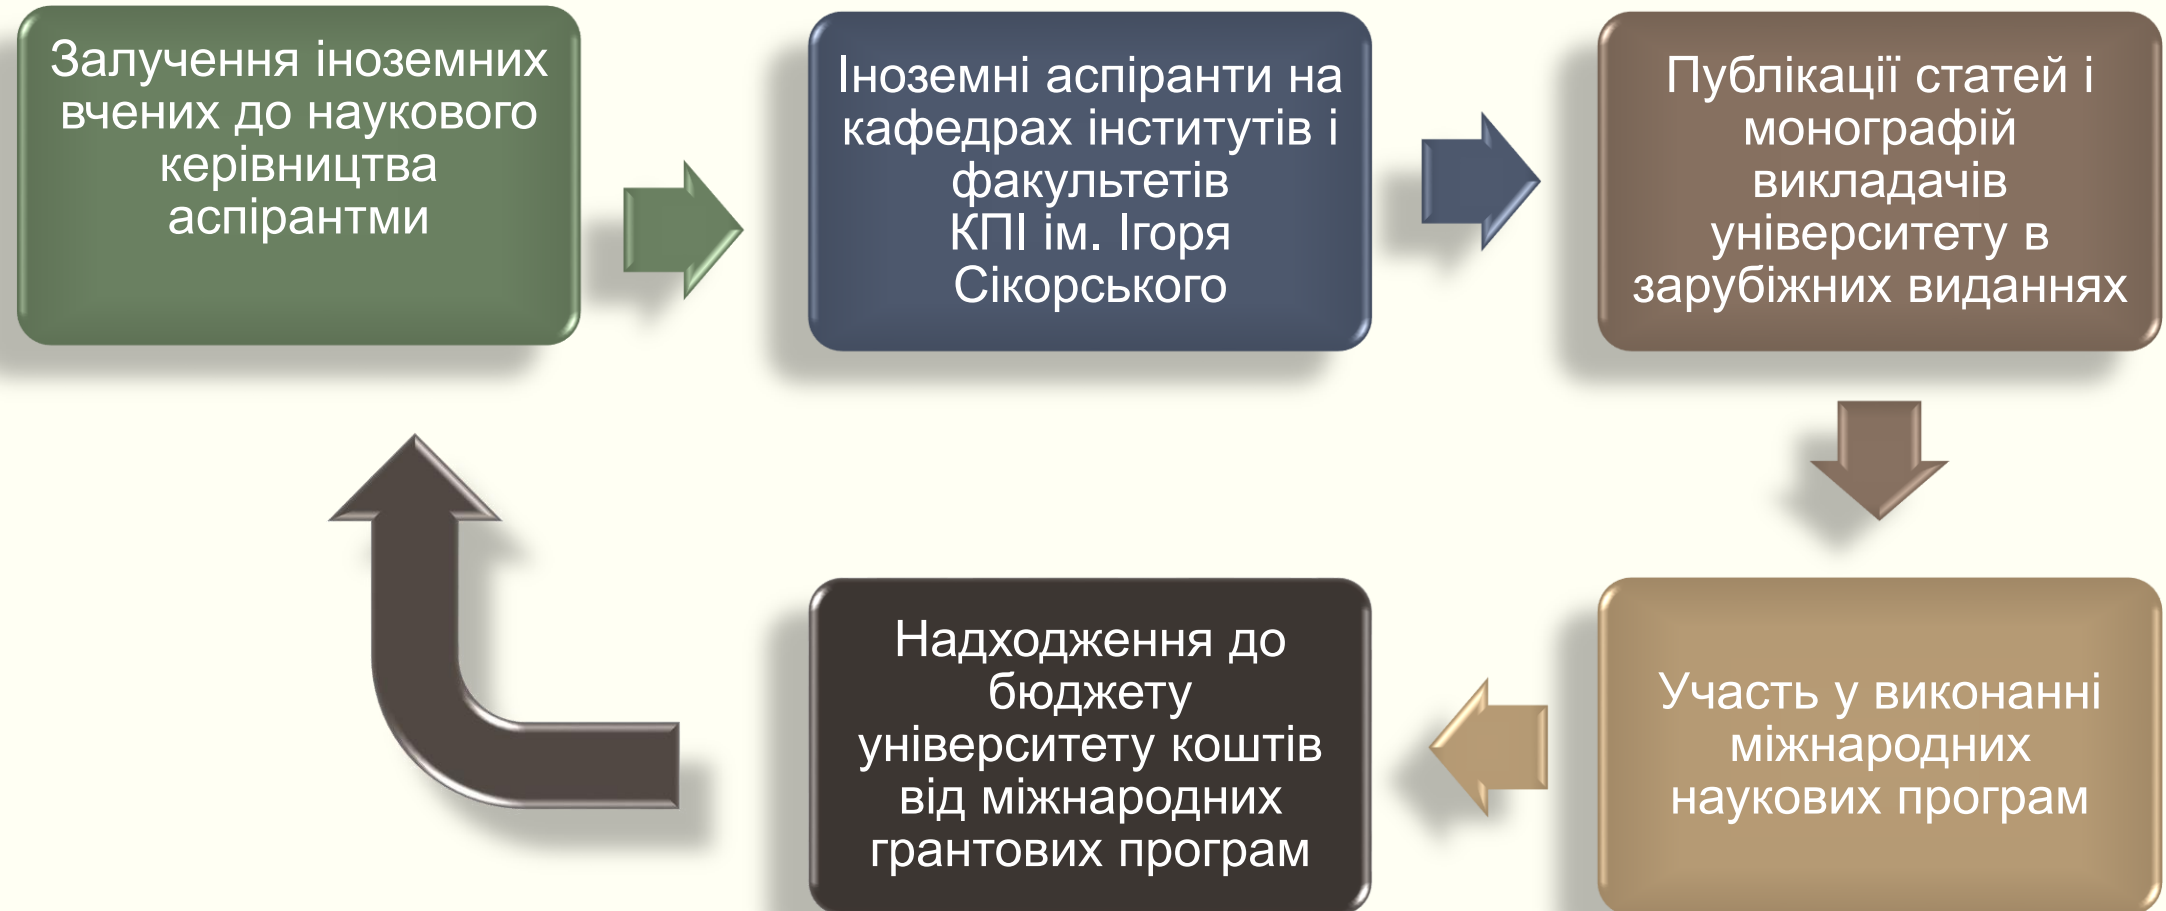 Залучення іноземних
вчених до наукового
керівництва
аспірантми
Іноземні аспіранти на
кафедрах інститутів і
факультетів
КПІ ім. Ігоря
Сікорського
Публікації статей і
монографій
викладачів
університету в
зарубіжних виданнях
Участь у виконанні
міжнародних
наукових програм
Надходження до
бюджету
університету коштів
від міжнародних
грантових програм